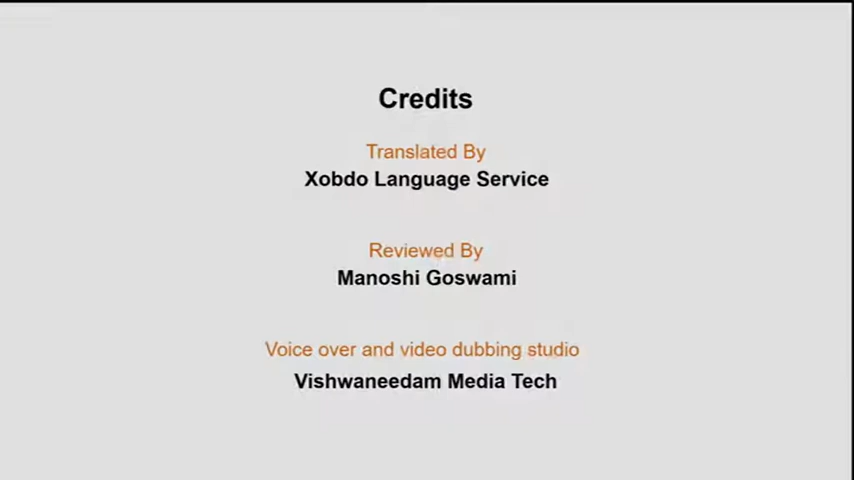 Credits
Translated By
Xobdo Language Service
Reviewed By
Manoshi Goswami
Voice over and video dubbing studio
Vishwaneedam Media Tech